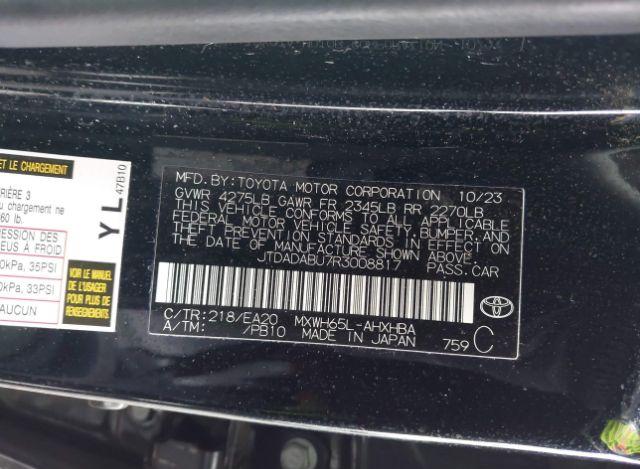 ET LE CHARGEMENT
RIÈRE 3
u chargement ne
60 lb.
RESSION DES
EUS À FROID
0kPa, 35PSI
0kPa, 33PSI
AUCUN
VOIR LE MANUEL
DE L'USAGER
POUR PLUS DE
RENSEIGNEMENTS
YL
47B10
MFD. BY: TOYOTA MOTOR CORPORATION 10/23
GVWR 4275LB GAWR FR 2345LB RR 2270LB
THIS VEHICLE CONFORMS TO ALL APPLICABLE
FEDERAL MOTOR VEHICLE SAFETY, BUMPER, AND
THEFT PREVENTION STANDARDS IN EFFECT ON
THE DATE OF MANUFACTURE SHOWN ABOVE.
JTDADABU7R3008817 PASS. CAR
C/TR: 218/EA20 MXWH65L-AHXHBA
A/TM: /PB10 MADE IN JAPAN 759 C